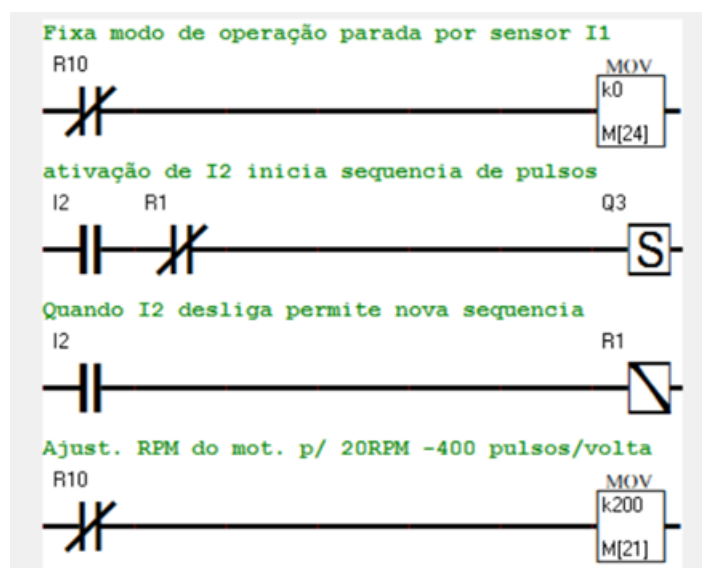 Fixa modo de operação parada por sensor I1
R10 MOV
k0
M[24]
ativação de I2 inicia sequencia de pulsos
I2 R1 Q3
S
Quando I2 desliga permite nova sequencia
I2 R1
Ajust. RPM do mot. p/ 20RPM -400 pulsos/volta
R10 MOV
k200
M[21]